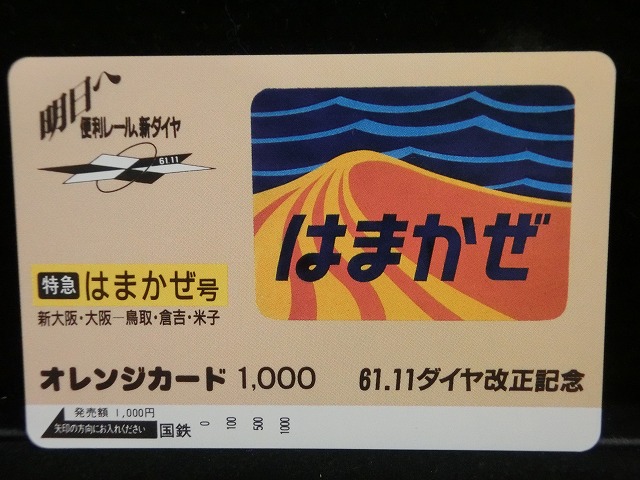 明日へ
便利レール、新ダイヤ
61.11
はまかぜ
特急 はまかぜ号
新大阪・大阪―鳥取・倉吉・米子
オレンジカード 1,000
61.11ダイヤ改正記念
発売額 1,000円
矢印の方向にお入れください
国鉄 0 100 500 1000